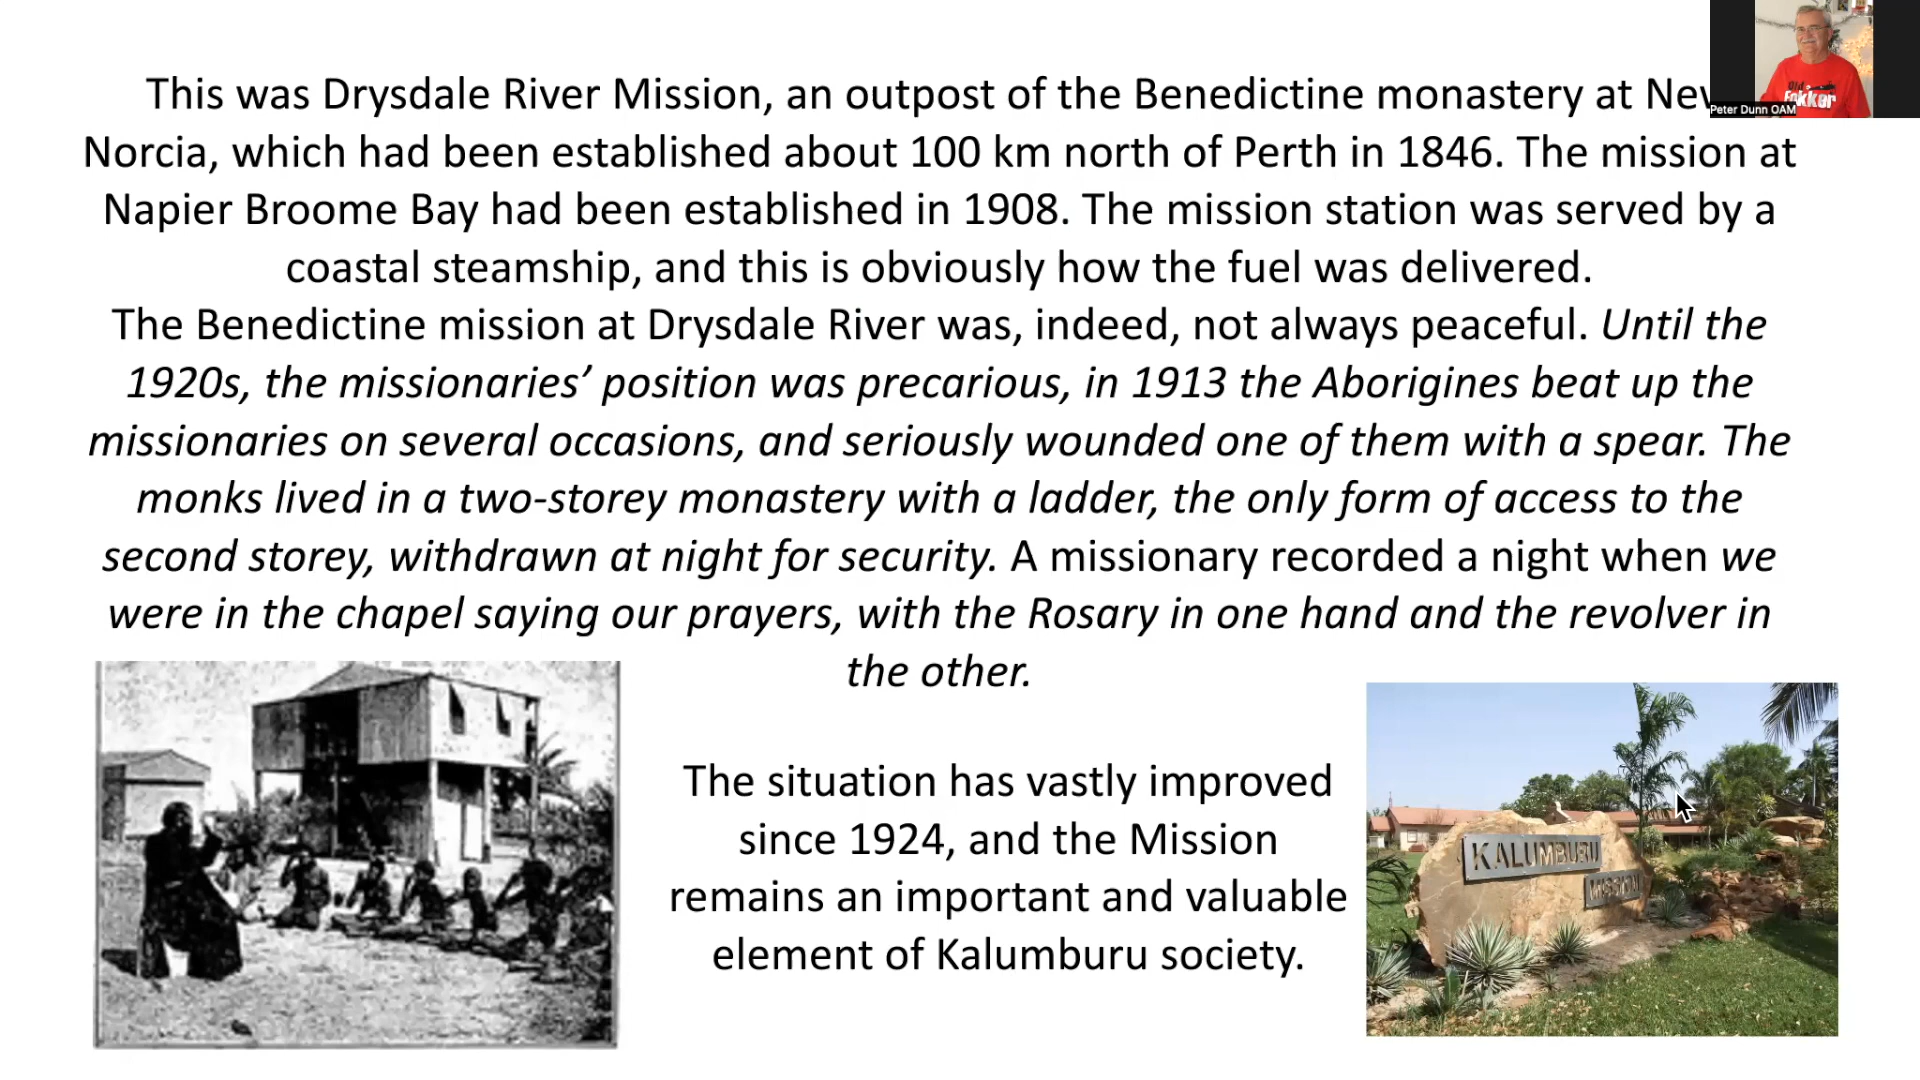 This was Drysdale River Mission, an outpost of the Benedictine monastery at
Norcia, which had been established about 100 km north of Perth in 1846. The mission at
Napier Broome Bay had been established in 1908. The mission station was served by a
coastal steamship, and this is obviously how the fuel was delivered.
The Benedictine mission at Drysdale River was, indeed, not always peaceful. Until the
1920s, the missionaries’ position was precarious, in 1913 the Aborigines beat up the
missionaries on several occasions, and seriously wounded one of them with a spear. The
monks lived in a two-storey monastery with a ladder, the only form of access to the
second storey, withdrawn at night for security. A missionary recorded a night when we
were in the chapel saying our prayers, with the Rosary in one hand and the revolver in
the other.
The situation has vastly improved
since 1924, and the Mission
remains an important and valuable
element of Kalumburu society.
KALUMBURU
MISSION
Old
Fokker
Peter Dunn OAM